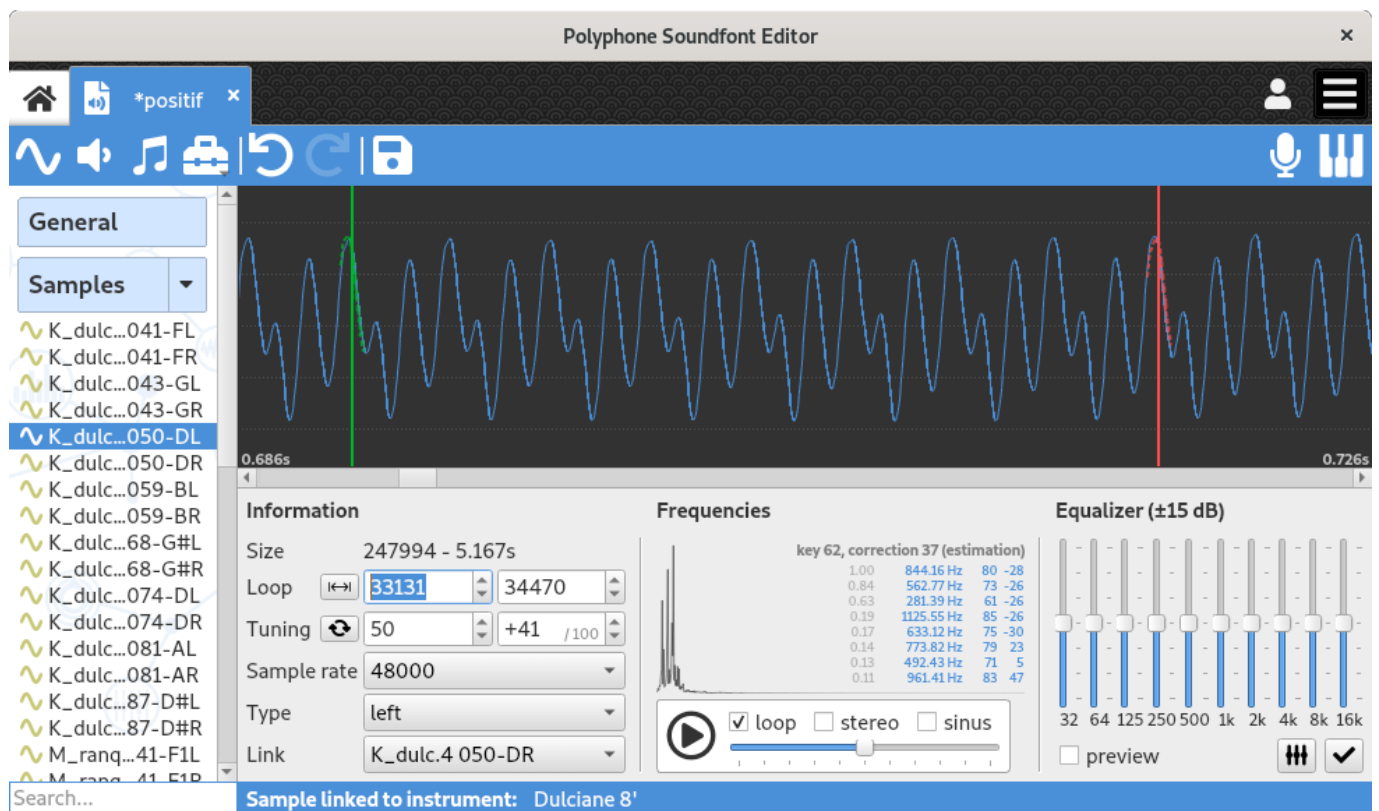 Polyphone Soundfont Editor
*positif
General
Samples
K_dulc...041-FL
K_dulc...041-FR
K_dulc...043-GL
K_dulc...043-GR
K_dulc...050-DL
K_dulc...050-DR
K_dulc...059-BL
K_dulc...059-BR
K_dulc...68-G#L
K_dulc...68-G#R
K_dulc...074-DL
K_dulc...074-DR
K_dulc...081-AL
K_dulc...081-AR
K_dulc...87-D#L
K_dulc...87-D#R
M_ranq...41-F1L
M_ranq...41-F1R
Search...
0.686s 0.726s
Information
Size 247994 - 5.167s
Loop 33131 34470
Tuning 50 +41 /100
Sample rate 48000
Type left
Link K_dulc.4 050-DR
Frequencies
key 62, correction 37 (estimation)
1.00 844.16 Hz 80 -28
0.84 562.77 Hz 73 -26
0.63 281.39 Hz 61 -26
0.19 1125.55 Hz 85 -26
0.17 633.12 Hz 75 -30
0.14 773.82 Hz 79 23
0.13 492.43 Hz 71 5
0.11 961.41 Hz 83 47
loop stereo sinus
Equalizer (±15 dB)
32 64 125 250 500 1k 2k 4k 8k 16k
preview
Sample linked to instrument: Dulciane 8'